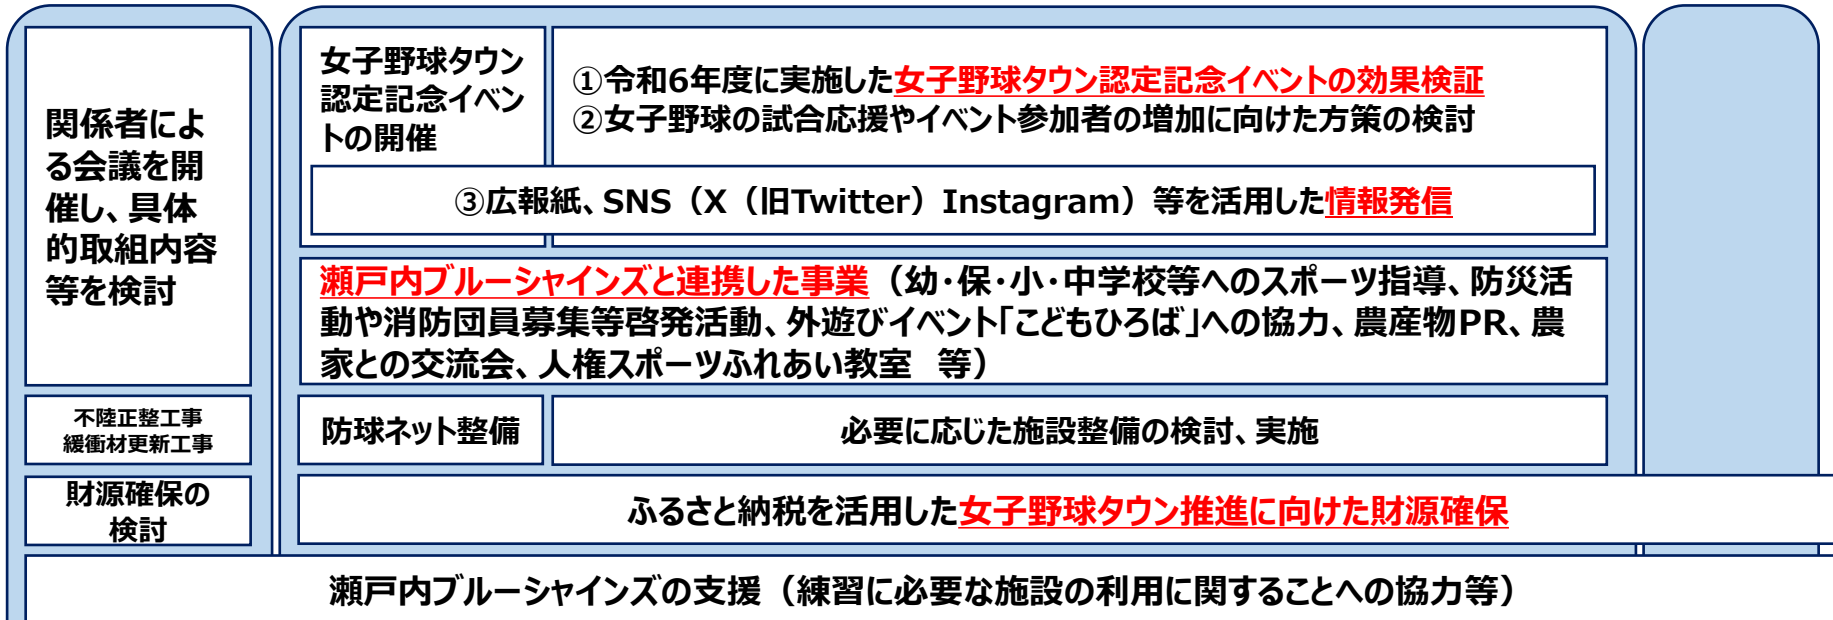 関係者によ
る会議を開
催し、具体
的取組内容
等を検討
不陸正整工事
緩衝材更新工事
財源確保の
検討
女子野球タウン
認定記念イベン
トの開催
①令和6年度に実施した女子野球タウン認定記念イベントの効果検証
②女子野球の試合応援やイベント参加者の増加に向けた方策の検討
③広報紙、SNS（X（旧Twitter）Instagram）等を活用した情報発信
瀬戸内ブルーシャインズと連携した事業（幼・保・小・中学校等へのスポーツ指導、防災活
動や消防団員募集等啓発活動、外遊びイベント「こどもひろば」への協力、農産物PR、農
家との交流会、人権スポーツふれあい教室　等）
防球ネット整備
必要に応じた施設整備の検討、実施
ふるさと納税を活用した女子野球タウン推進に向けた財源確保
瀬戸内ブルーシャインズの支援（練習に必要な施設の利用に関することへの協力等）